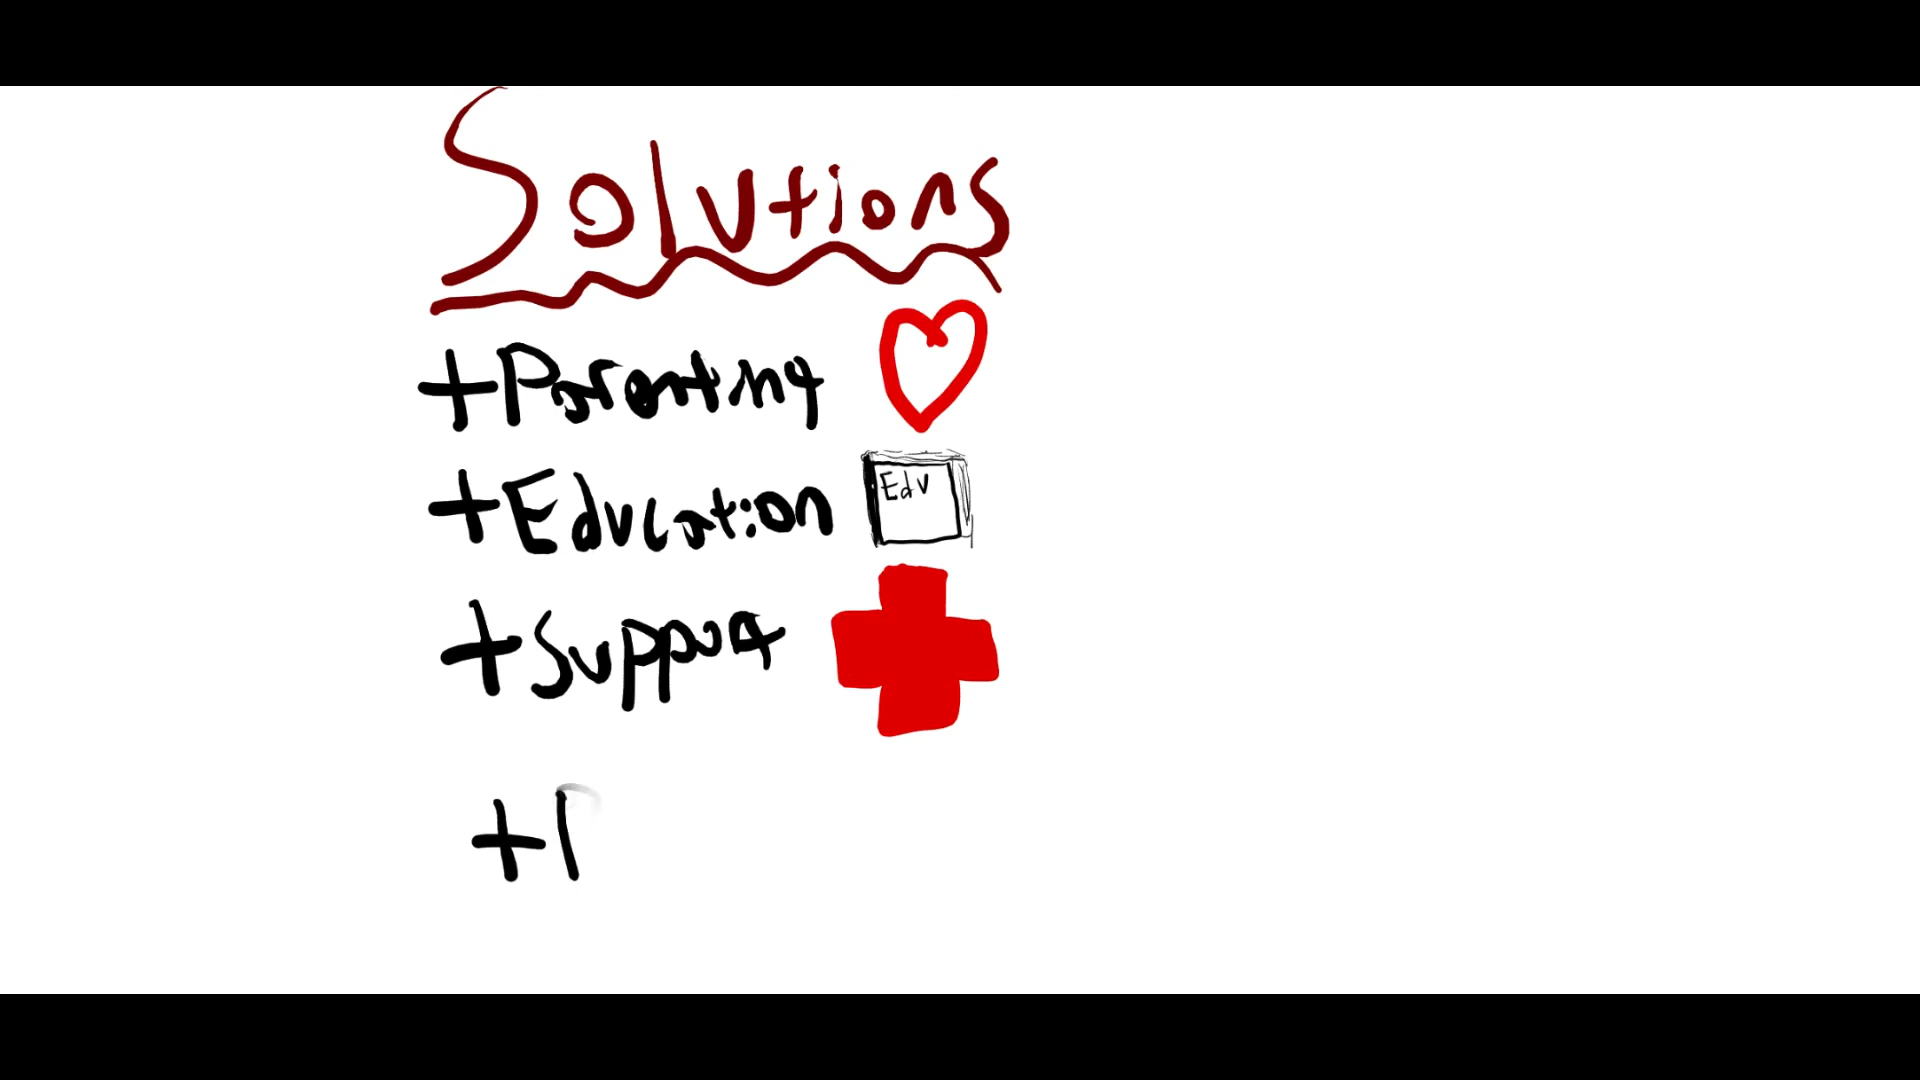 Solutions
+Parenting
+Education Edu
+Support
+